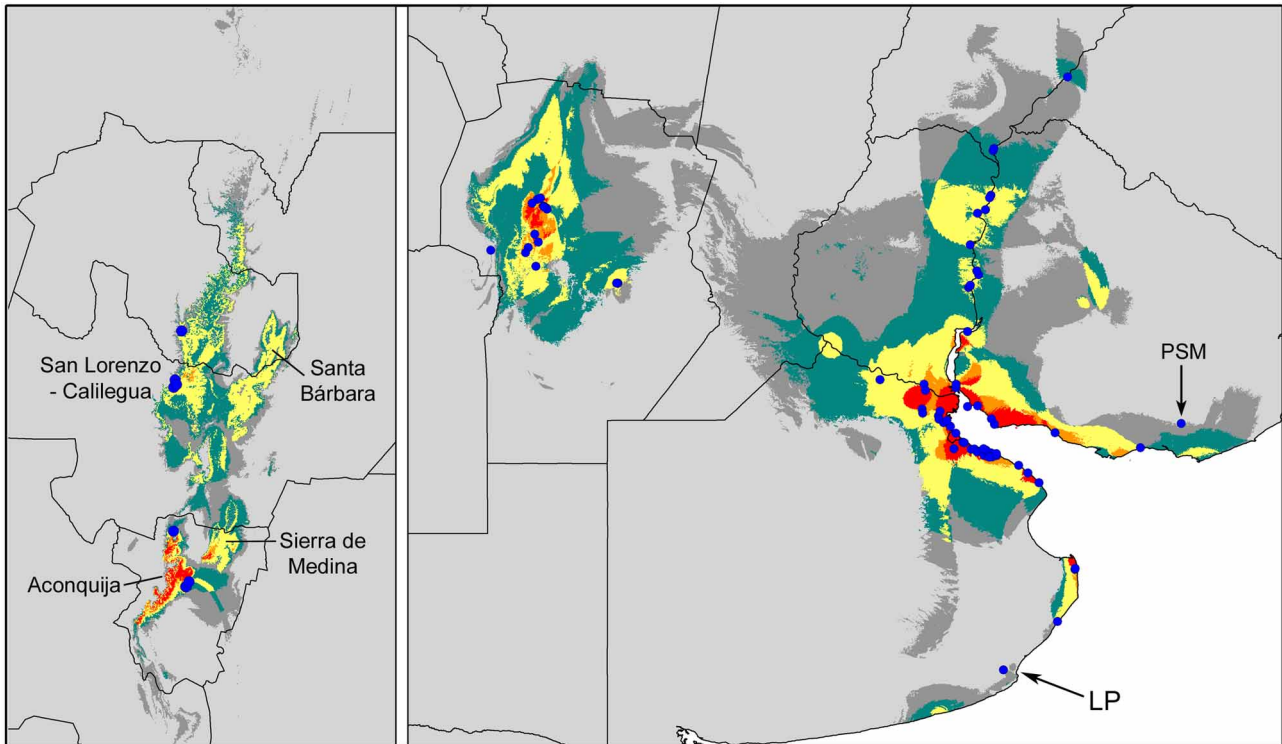 San Lorenzo
- Calilegua
Santa
Bárbara
Sierra de
Medina
Aconquija
PSM
LP